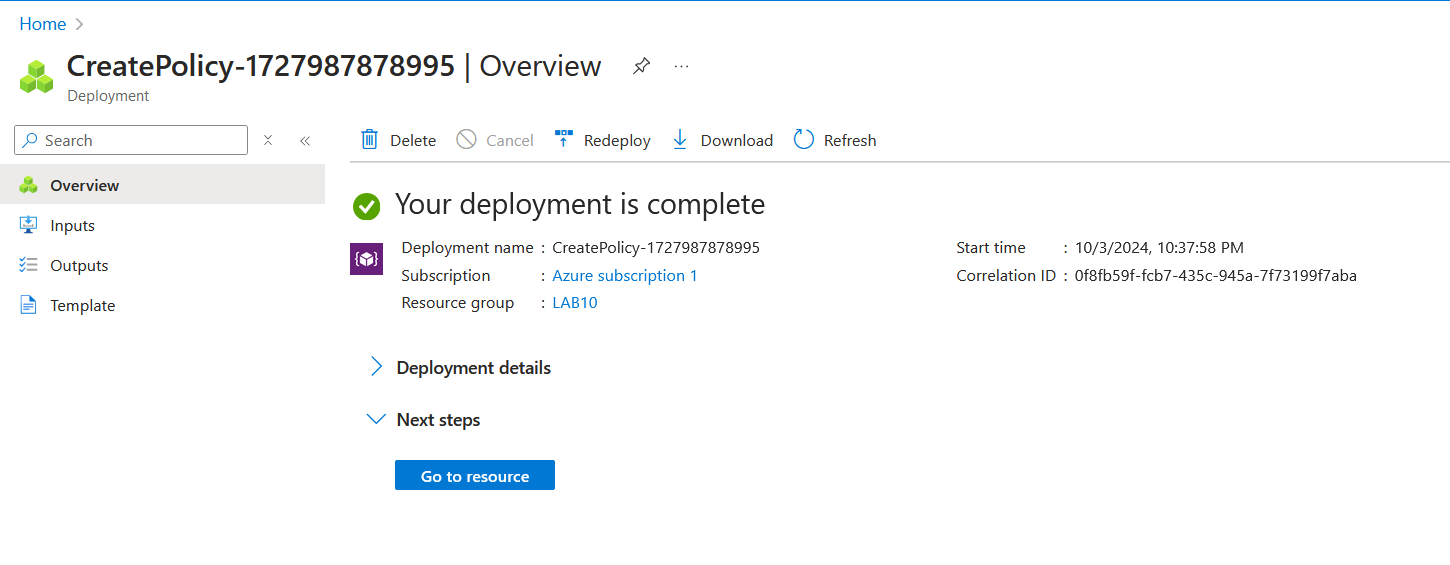 Home
CreatePolicy-1727987878995 | Overview
Deployment
Search
Delete
Cancel
Redeploy
Download
Refresh
Overview
Inputs
Outputs
Template
Your deployment is complete
Deployment name : CreatePolicy-1727987878995
Subscription : Azure subscription 1
Resource group : LAB10
Start time : 10/3/2024, 10:37:58 PM
Correlation ID : 0f8fb59f-fcb7-435c-945a-7f73199f7aba
Deployment details
Next steps
Go to resource